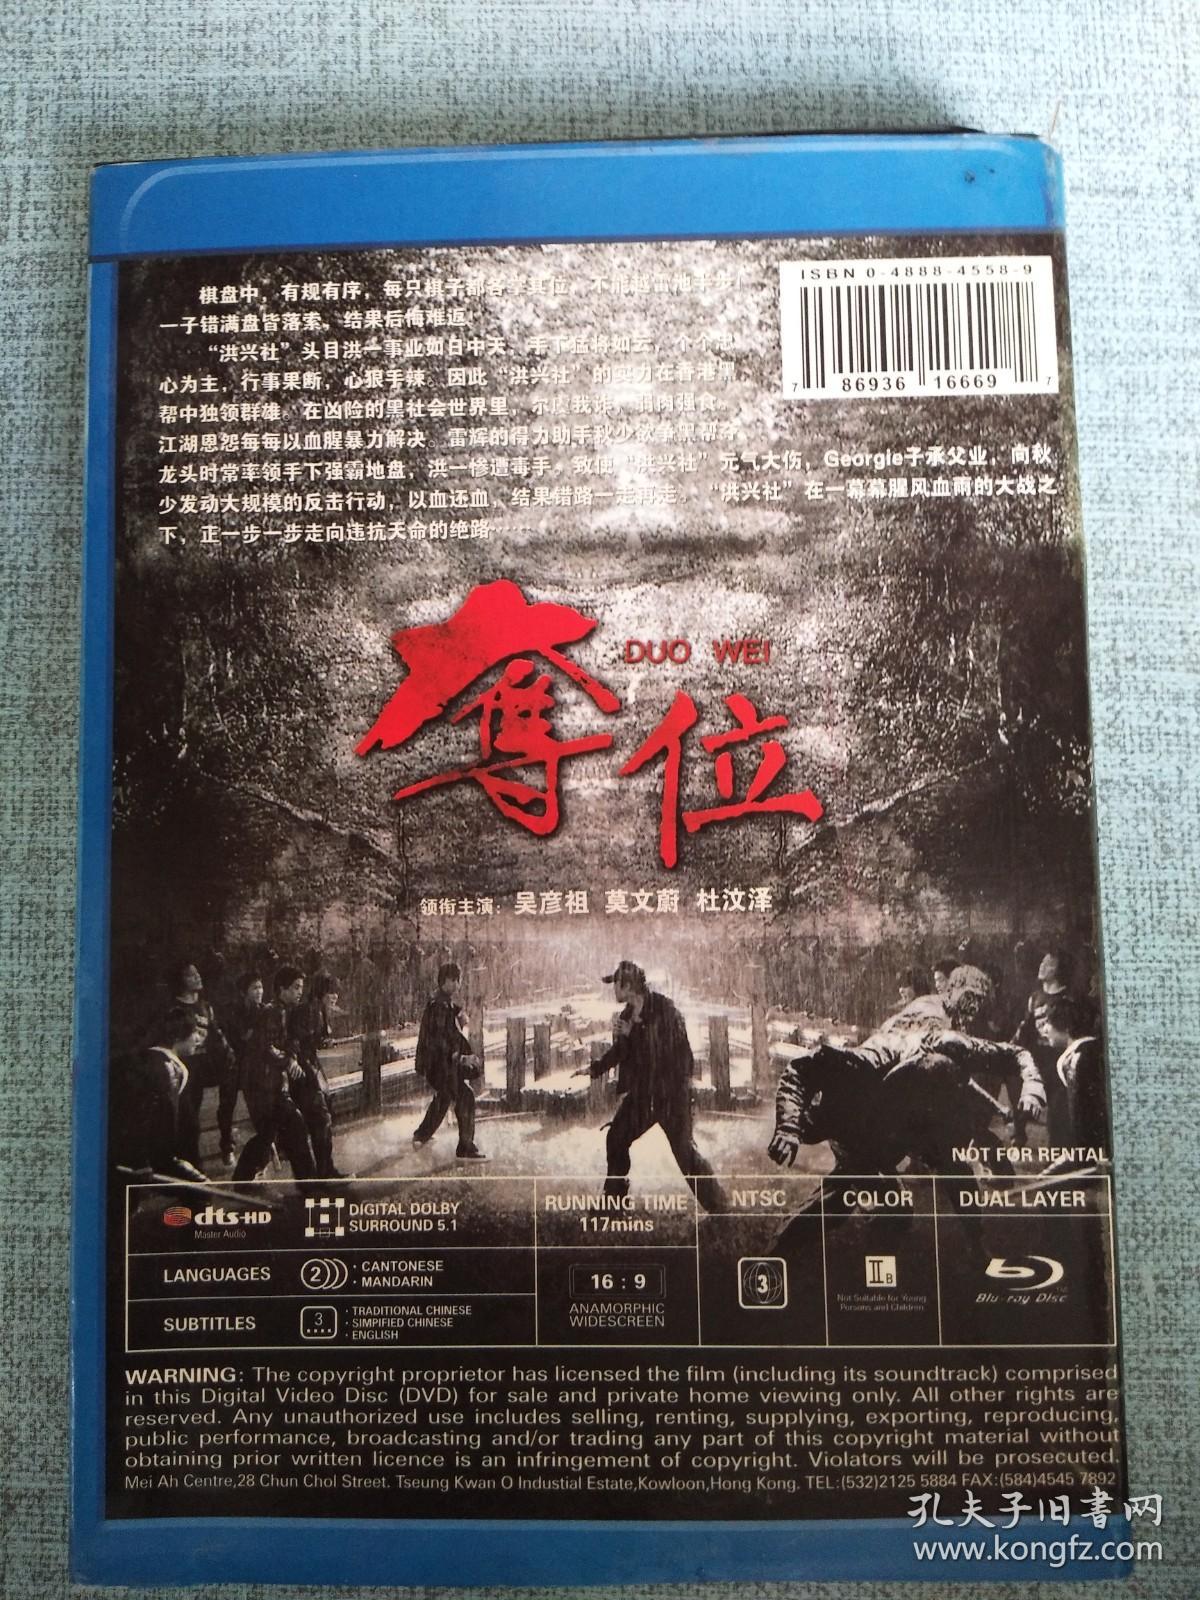 ISBN 0-4888-4558-9
7 86936 16669 7
棋盘中，有规有序，每只棋子都各掌其位，不能越雷池半步！
一子错满盘皆落索，结果后悔难返。
“洪兴社”头目洪一事业如日中天，手下猛将如云，个个忠
心为主，行事果断，心狠手辣。因此“洪兴社”的实力在香港黑
帮中独领群雄。在凶险的黑社会世界里，尔虞我诈，弱肉强食。
江湖恩怨每每以血腥暴力解决。雷辉的得力助手秋少欲争黑帮夺
龙头时常率领手下强霸地盘，洪一惨遭毒手。致使“洪兴社”元气大伤，Georgie子承父业，向秋
少发动大规模的反击行动，以血还血，结果错路一走再走。“洪兴社”在一幕幕腥风血雨的大战之
下，正一步一步走向违抗天命的绝路……
夺位
DUO WEI
领衔主演：吴彦祖 莫文蔚 杜汶泽
NOT FOR RENTAL
dts-HD
Master Audio
DIGITAL DOLBY
SURROUND 5.1
RUNNING TIME
117mins
NTSC
COLOR
DUAL LAYER
LANGUAGES
2
· CANTONESE
· MANDARIN
16 : 9
ANAMORPHIC
WIDESCREEN
3
IIB
Not Suitable for Young
Persons and Children
Blu-ray Disc
SUBTITLES
3
· TRADITIONAL CHINESE
· SIMPIFIED CHINESE
· ENGLISH
WARNING: The copyright proprietor has licensed the film (including its soundtrack) comprised
in this Digital Video Disc (DVD) for sale and private home viewing only. All other rights are
reserved. Any unauthorized use includes selling, renting, supplying, exporting, reproducing,
public performance, broadcasting and/or trading any part of this copyright material without
obtaining prior written licence is an infringement of copyright. Violators will be prosecuted.
Mei Ah Centre,28 Chun Chol Street. Tseung Kwan O Industial Estate,Kowloon,Hong Kong. TEL:(532)2125 5884 FAX:(584)4545 7892
孔夫子旧書网
www.kongfz.com